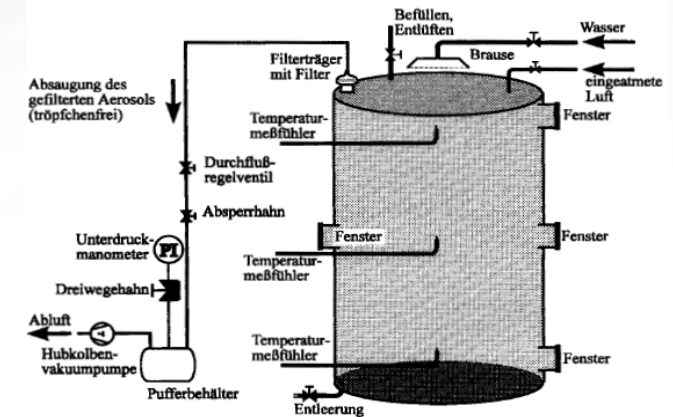 Befüllen,
Entlüften
Wasser
Brause
Filterträger
mit Filter
eingeatmete
Luft
Absaugung des
gefilterten Aerosols
(tröpfchenfrei)
Fenster
Temperatur-
meßfühler
Durchfluß-
regelventil
Absperrhahn
Unterdruck-
manometer
PI
Fenster
Fenster
Temperatur-
meßfühler
Dreiwegehahn
Abluft
Hubkolben-
vakuumpumpe
Pufferbehälter
Temperatur-
meßfühler
Fenster
Entleerung